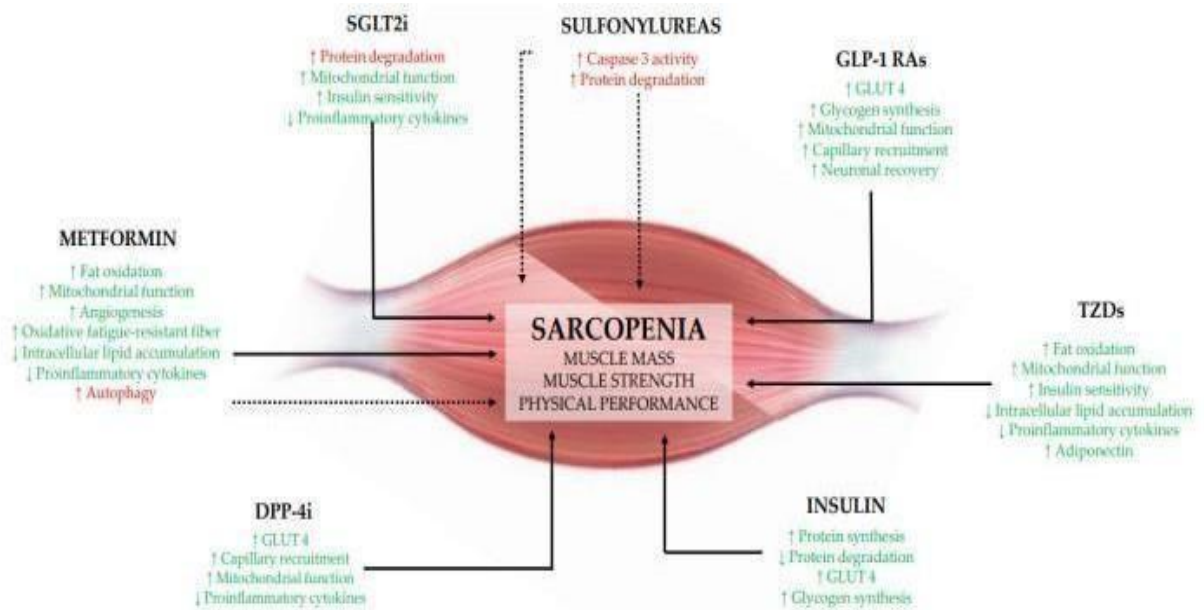 SGLT2i
↑ Protein degradation
↑ Mitochondrial function
↑ Insulin sensitivity
↓ Proinflammatory cytokines
SULFONYLUREAS
↑ Caspase 3 activity
↑ Protein degradation
GLP-1 RAs
↑ GLUT 4
↑ Glycogen synthesis
↑ Mitochondrial function
↑ Capillary recruitment
↑ Neuronal recovery
METFORMIN
↑ Fat oxidation
↑ Mitochondrial function
↑ Angiogenesis
↑ Oxidative fatigue-resistant fiber
↓ Intracellular lipid accumulation
↓ Proinflammatory cytokines
↑ Autophagy
SARCOPENIA
MUSCLE MASS
MUSCLE STRENGTH
PHYSICAL PERFORMANCE
TZDs
↑ Fat oxidation
↑ Mitochondrial function
↑ Insulin sensitivity
↓ Intracellular lipid accumulation
↓ Proinflammatory cytokines
↑ Adiponectin
DPP-4i
↑ GLUT 4
↑ Capillary recruitment
↑ Mitochondrial function
↓ Proinflammatory cytokines
INSULIN
↑ Protein synthesis
↓ Protein degradation
↑ GLUT 4
↑ Glycogen synthesis